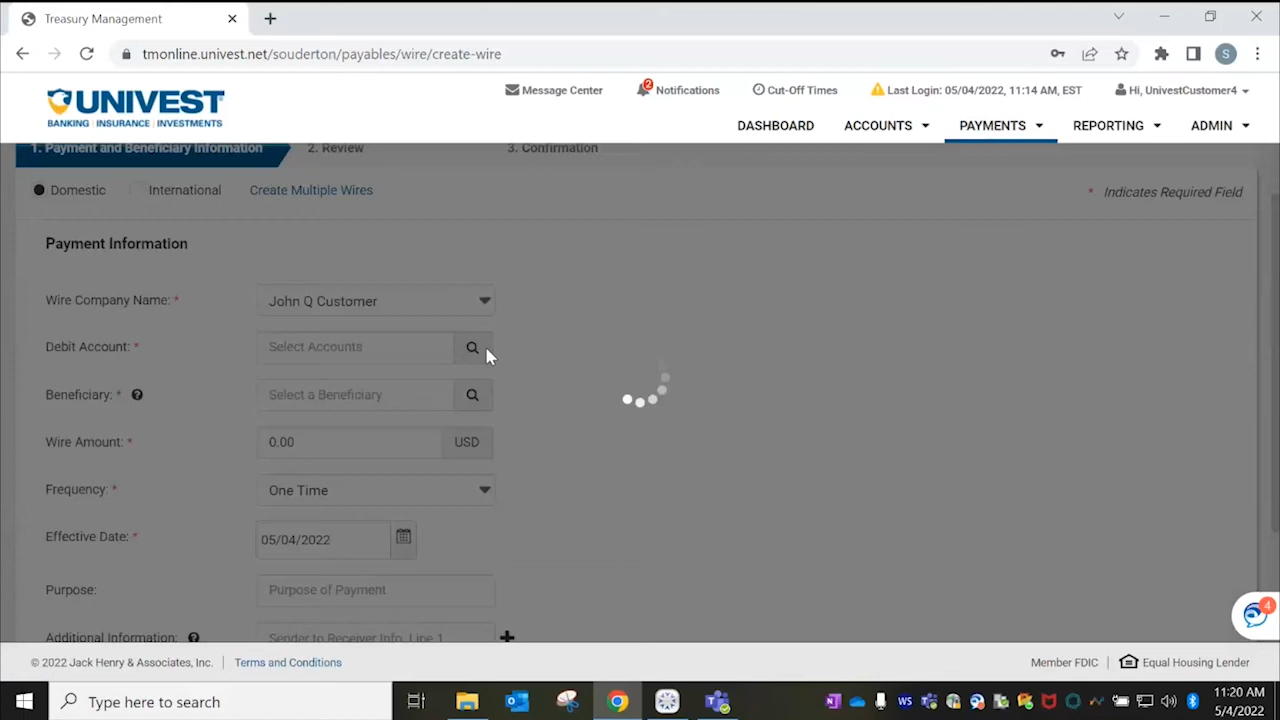 Treasury Management
tmonline.univest.net/souderton/payables/wire/create-wire
S
UNIVEST
BANKING | INSURANCE | INVESTMENTS
Message Center
2
Notifications
Cut-Off Times
Last Login: 05/04/2022, 11:14 AM, EST
Hi, UnivestCustomer4
DASHBOARD
ACCOUNTS
PAYMENTS
REPORTING
ADMIN
1. Payment and Beneficiary Information
2. Review
3. Confirmation
Domestic
International
Create Multiple Wires
* Indicates Required Field
Payment Information
Wire Company Name: *
John Q Customer
Debit Account: *
Select Accounts
Beneficiary: *
Select a Beneficiary
Wire Amount: *
0.00
USD
Frequency: *
One Time
Effective Date: *
05/04/2022
Purpose:
Purpose of Payment
Additional Information:
Sender to Receiver Info, Line 1
4
© 2022 Jack Henry & Associates, Inc.
Terms and Conditions
Member FDIC
Equal Housing Lender
Type here to search
WS
11:20 AM
5/4/2022